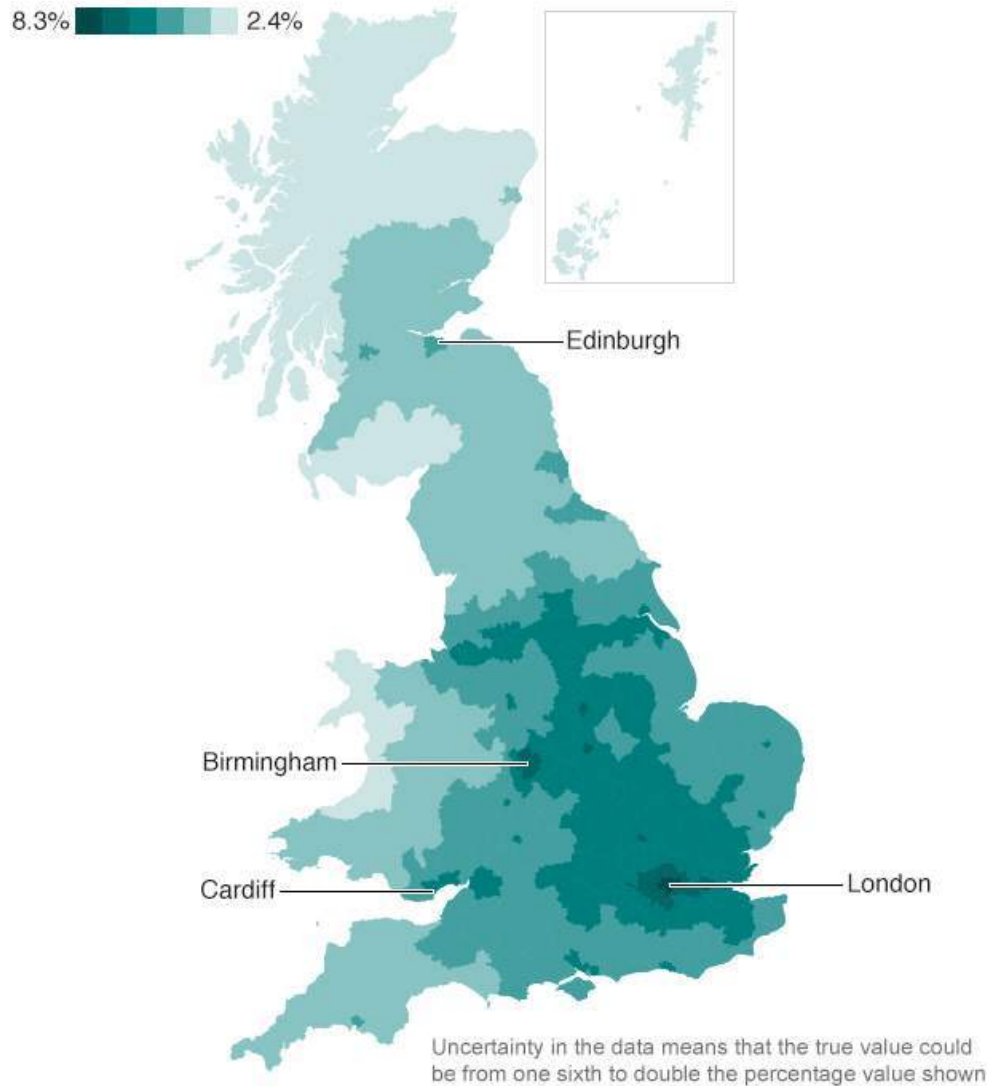 8.3% 2.4%
Edinburgh
Birmingham
Cardiff
London
Uncertainty in the data means that the true value could
be from one sixth to double the percentage value shown